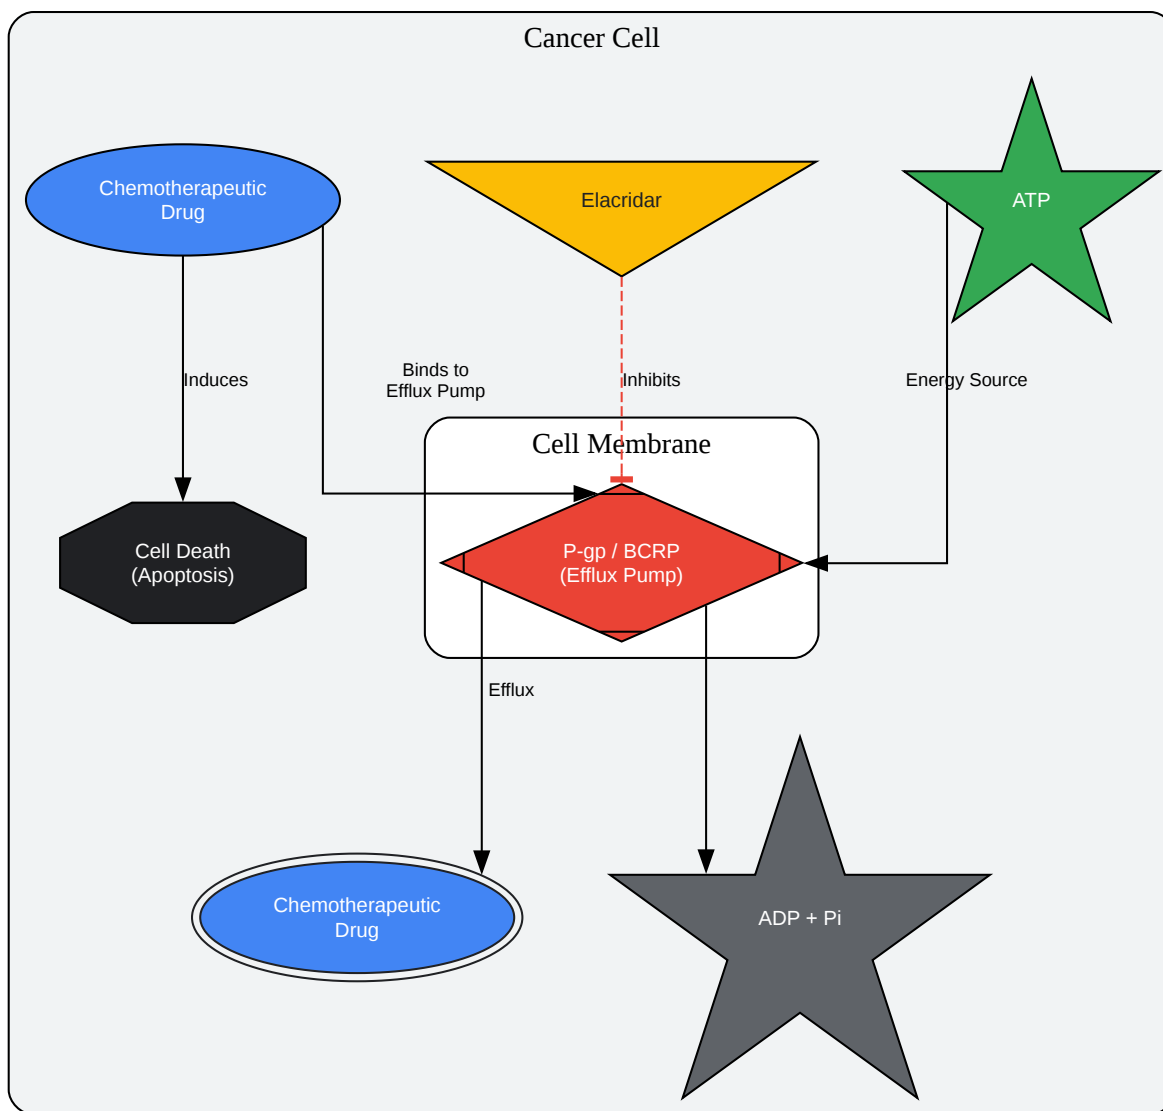 Cancer Cell
Chemotherapeutic
Drug
Elacridar
ATP
Induces
Binds to
Efflux Pump
Inhibits
Energy Source
Cell Membrane
Cell Death
(Apoptosis)
P-gp / BCRP
(Efflux Pump)
Efflux
Chemotherapeutic
Drug
ADP + Pi